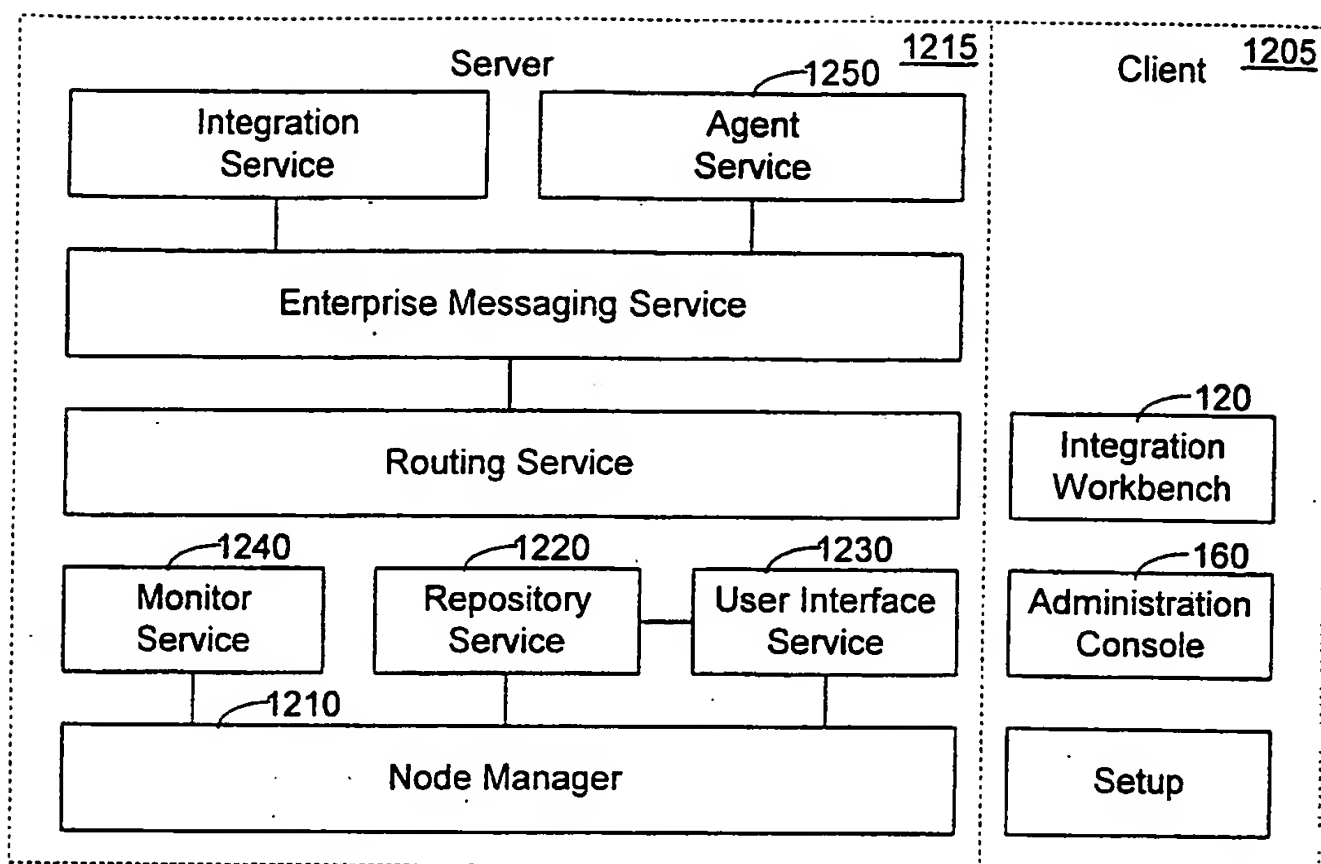 Server
1215
Client
1205
1250
Integration
Service
Agent
Service
Enterprise Messaging Service
Routing Service
120
Integration
Workbench
1240
1220
1230
160
Monitor
Service
Repository
Service
User Interface
Service
Administration
Console
1210
Node Manager
Setup